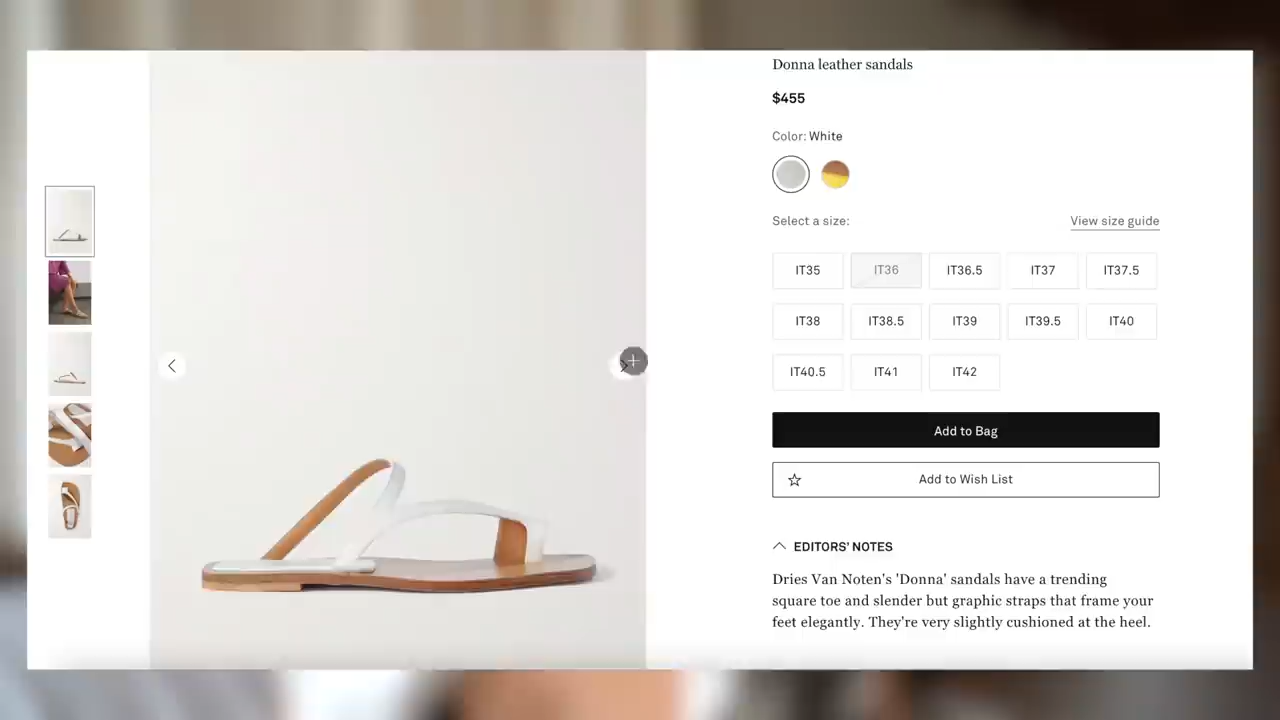 Donna leather sandals
$455
Color: White
Select a size:
View size guide
IT35
IT36
IT36.5
IT37
IT37.5
IT38
IT38.5
IT39
IT39.5
IT40
IT40.5
IT41
IT42
Add to Bag
Add to Wish List
EDITORS' NOTES
Dries Van Noten's 'Donna' sandals have a trending
square toe and slender but graphic straps that frame your
feet elegantly. They're very slightly cushioned at the heel.